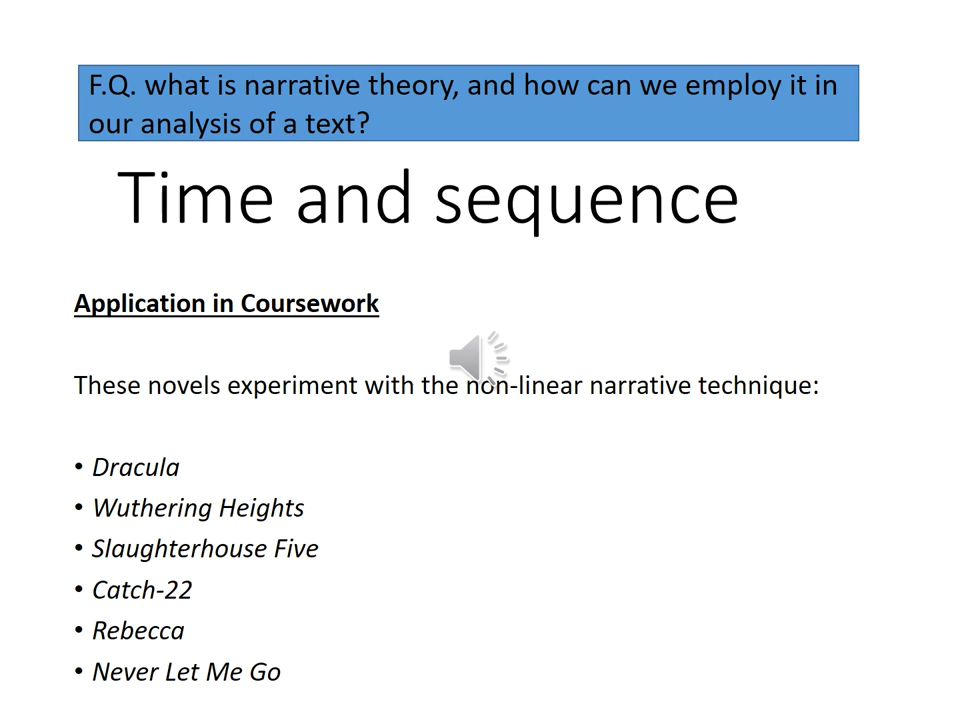 F.Q. what is narrative theory, and how can we employ it in
our analysis of a text?
Time and sequence
Application in Coursework
These novels experiment with the non-linear narrative technique:
• Dracula
• Wuthering Heights
• Slaughterhouse Five
• Catch-22
• Rebecca
• Never Let Me Go